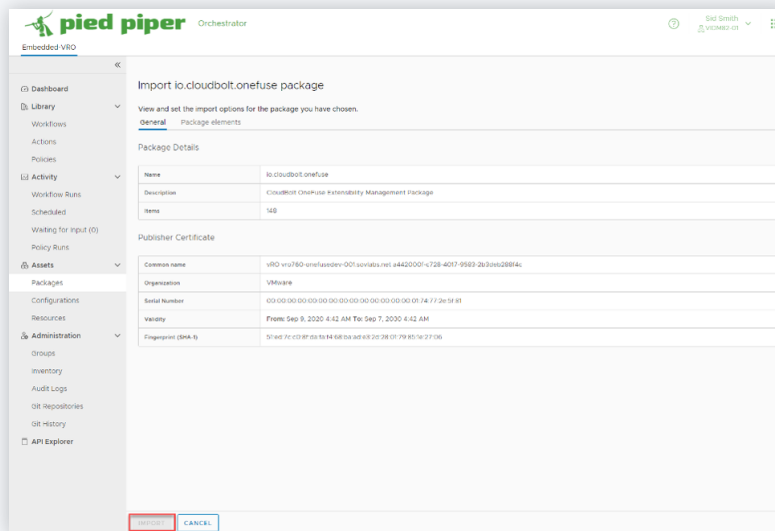 pied piper Orchestrator
Sid Smith
Embedded-VRO
Dashboard
Library
Workflows
Actions
Policies
Activity
Workflow Runs
Scheduled
Waiting for Input (0)
Policy Runs
Assets
Packages
Configurations
Resources
Administration
Groups
Inventory
Audit Logs
Git Repositories
Git History
API Explorer
Import io.cloudbolt.onefuse package
View and set the import options for the package you have chosen.
General Package elements
Package Details
Name io.cloudbolt.onefuse
Description CloudBolt OneFuse Extensibility Management Package
Items 148
Publisher Certificate
Common name
Organization VMware
Serial Number
Validity From: Sep 9, 2020 4:42 AM To: Sep 7, 2030 4:42 AM
Fingerprint (SHA-1)
IMPORT CANCEL